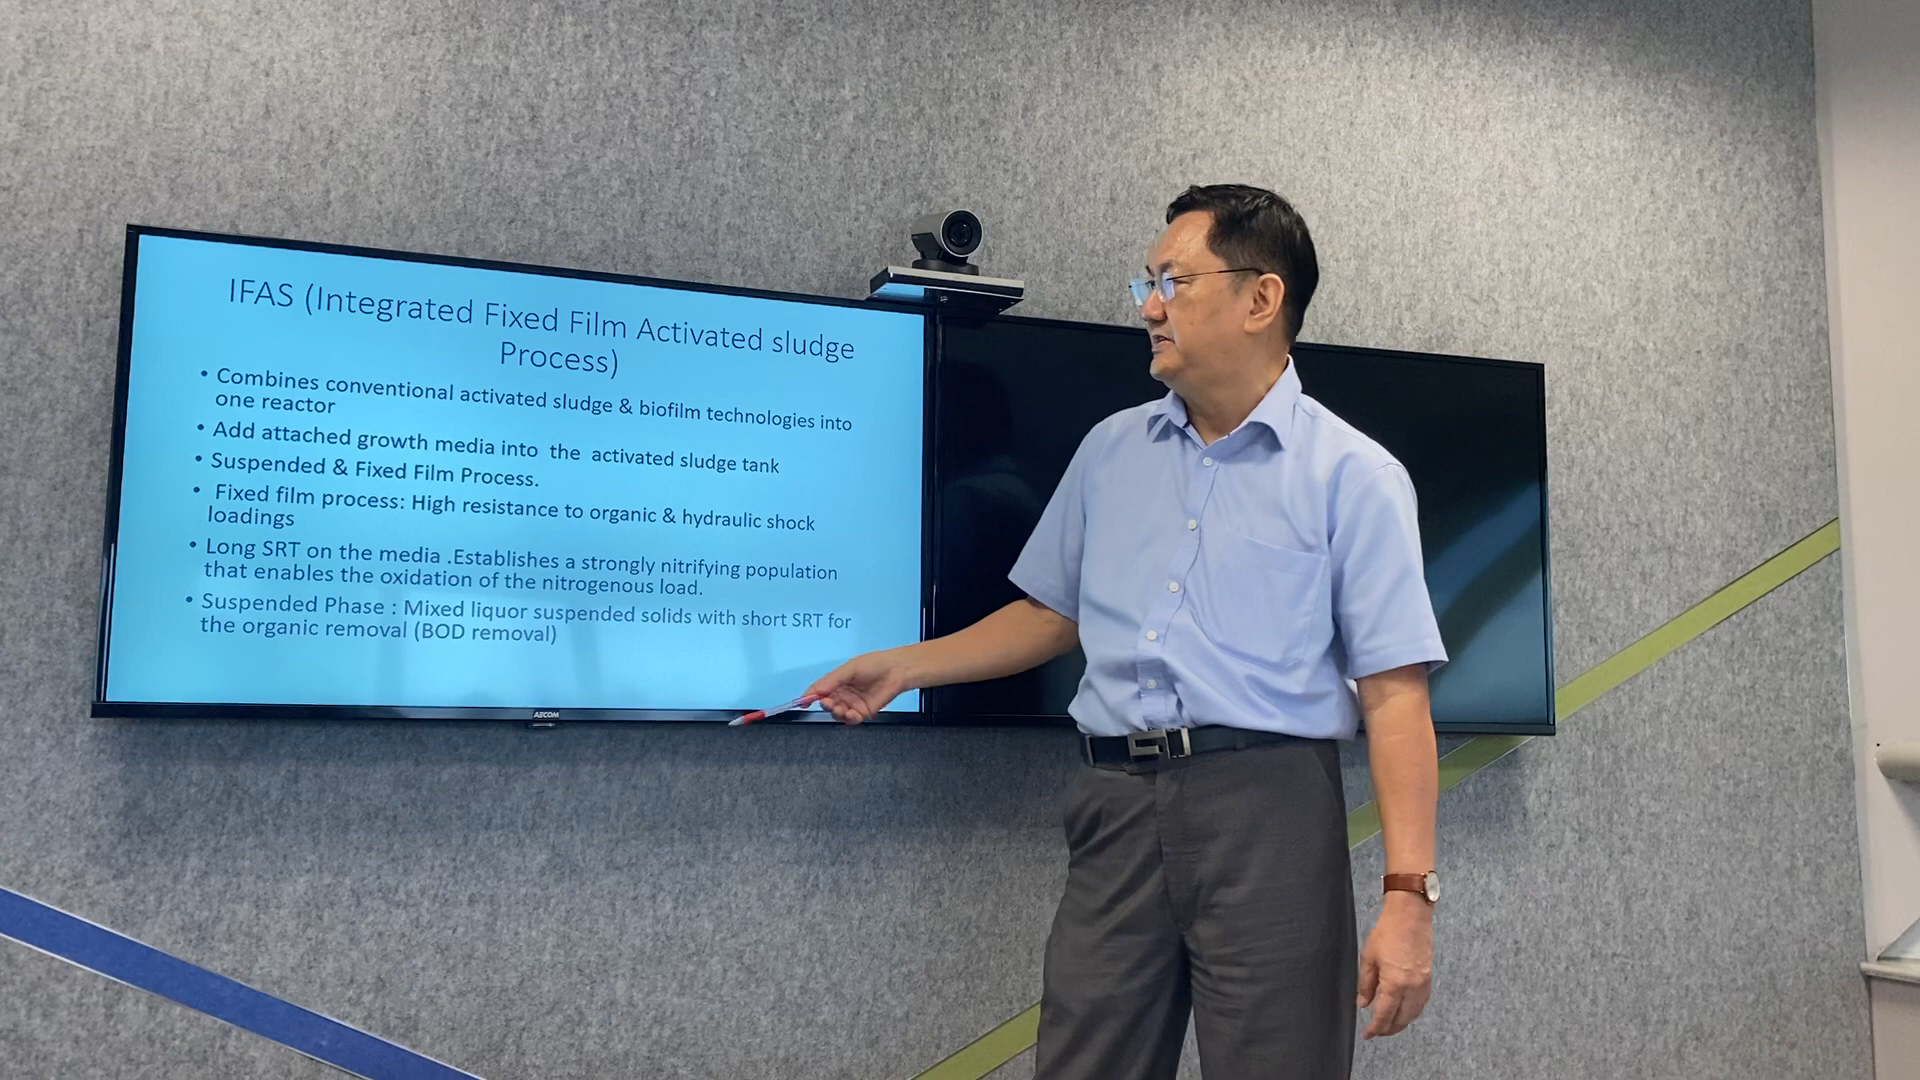 IFAS (Integrated Fixed Film Activated sludge
Process)
• Combines conventional activated sludge & biofilm technologies into
one reactor
• Add attached growth media into the activated sludge tank
• Suspended & Fixed Film Process.
• Fixed film process: High resistance to organic & hydraulic shock
loadings
• Long SRT on the media .Establishes a strongly nitrifying population
that enables the oxidation of the nitrogenous load.
• Suspended Phase : Mixed liquor suspended solids with short SRT for
the organic removal (BOD removal)
AECOM